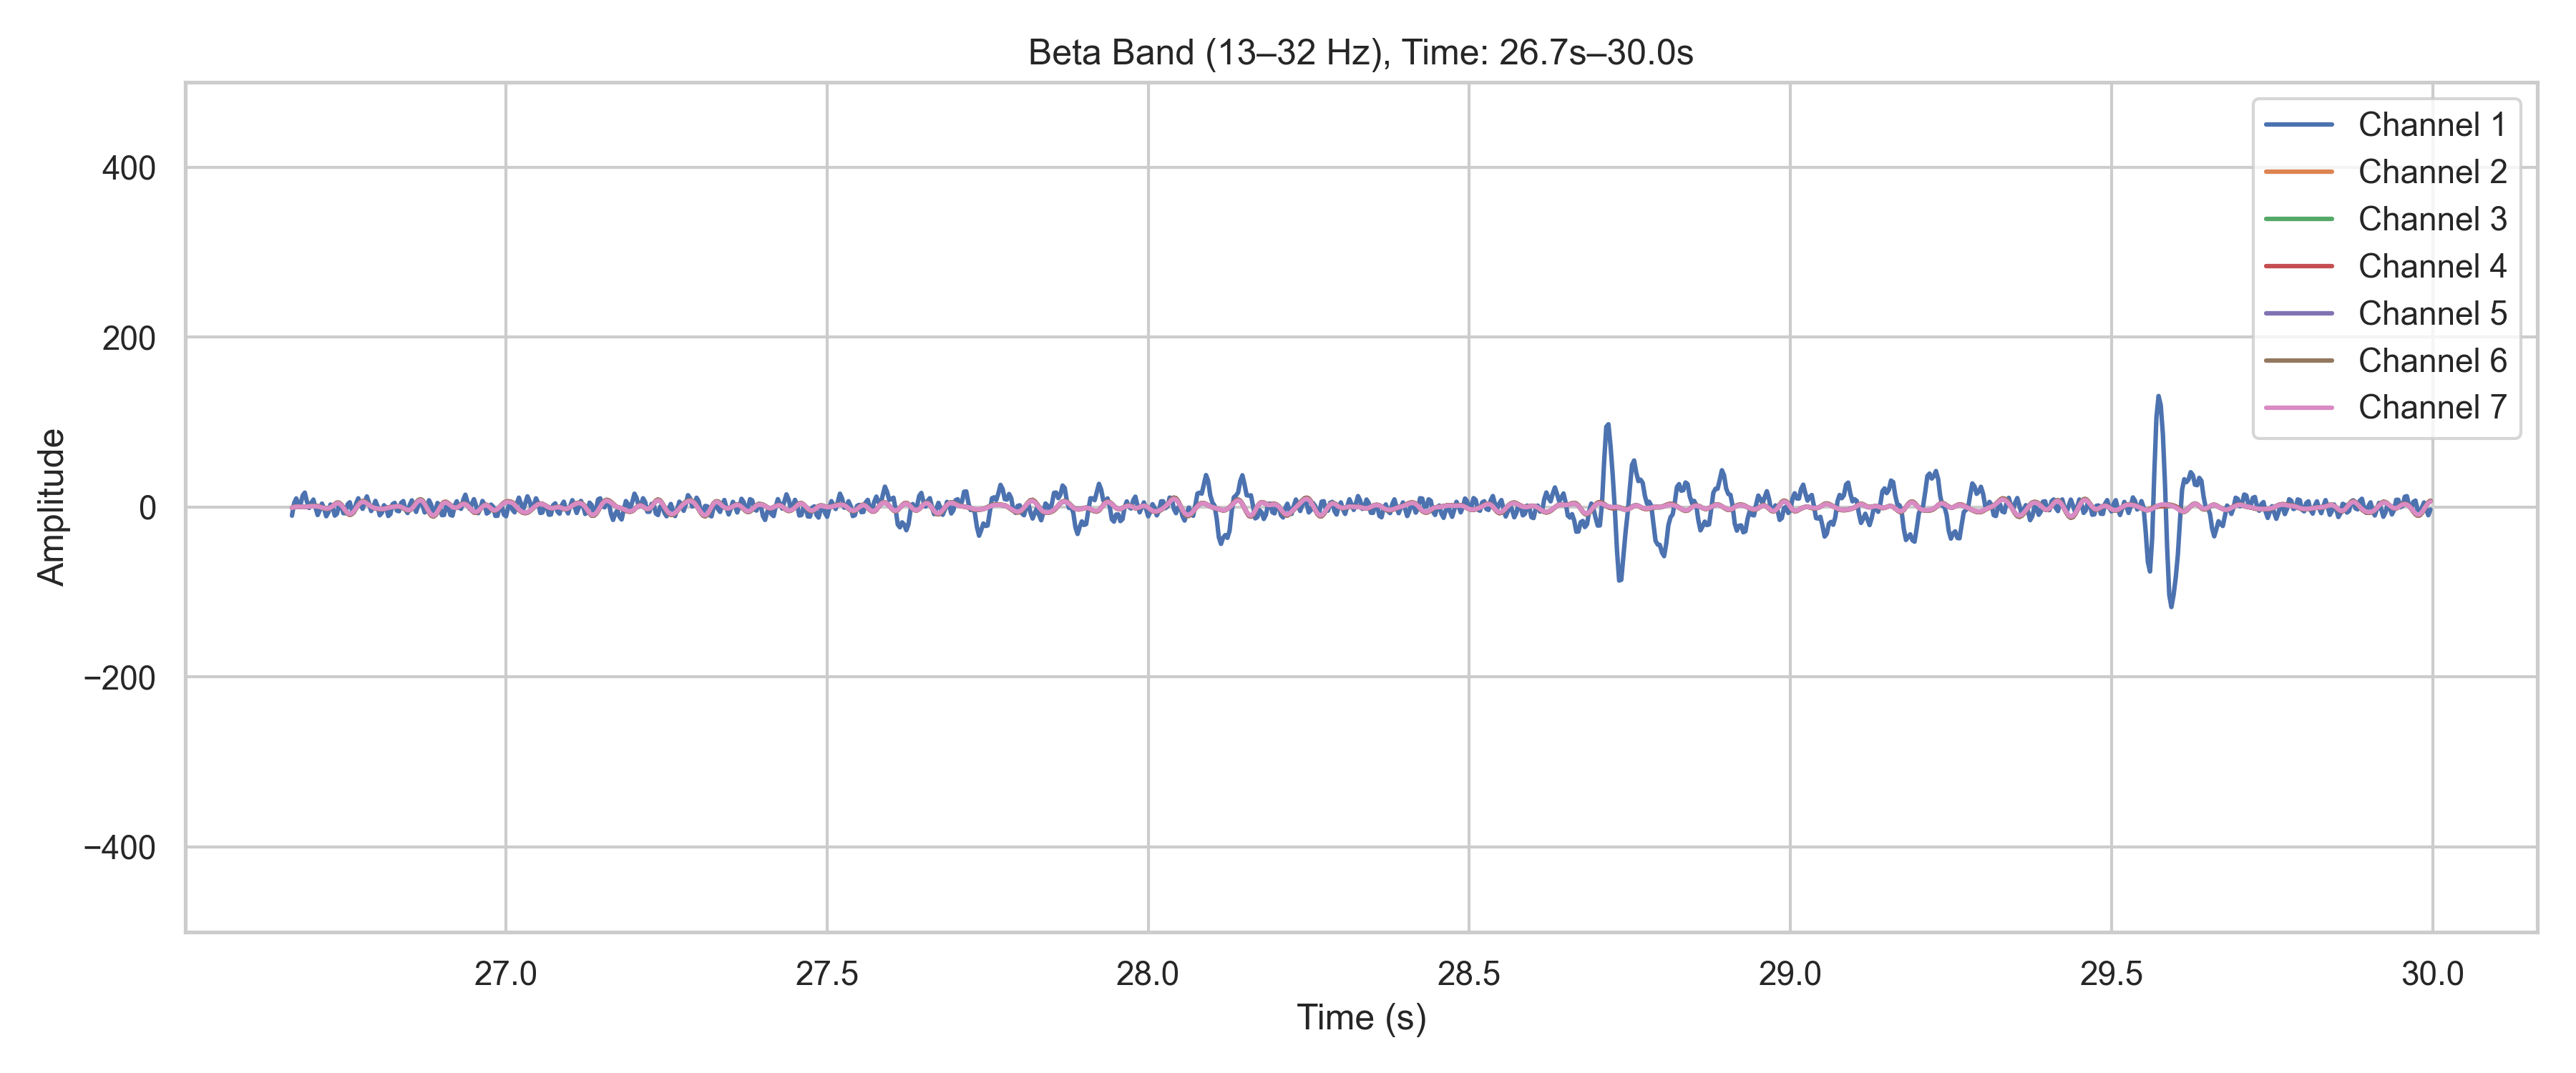 Beta Band (13–32 Hz), Time: 26.7s–30.0s
Channel 1
Channel 2
Channel 3
Channel 4
Channel 5
Channel 6
Channel 7
Amplitude
400
200
0
−200
−400
27.0 27.5 28.0 28.5 29.0 29.5 30.0
Time (s)